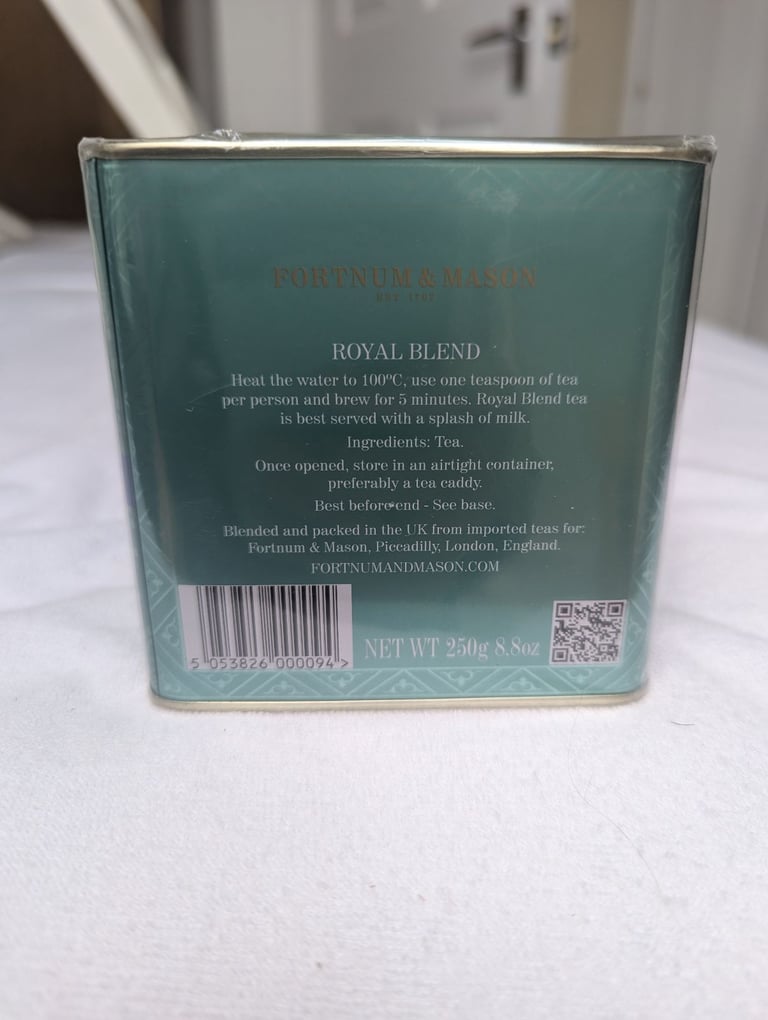 FORTNUM & MASON
EST 1707
ROYAL BLEND
Heat the water to 100ºC, use one teaspoon of tea
per person and brew for 5 minutes. Royal Blend tea
is best served with a splash of milk.
Ingredients: Tea.
Once opened, store in an airtight container,
preferably a tea caddy.
Best before end - See base.
Blended and packed in the UK from imported teas for:
Fortnum & Mason, Piccadilly, London, England.
FORTNUMANDMASON.COM
5 053826 000094 >
NET WT 250g 8.8oz